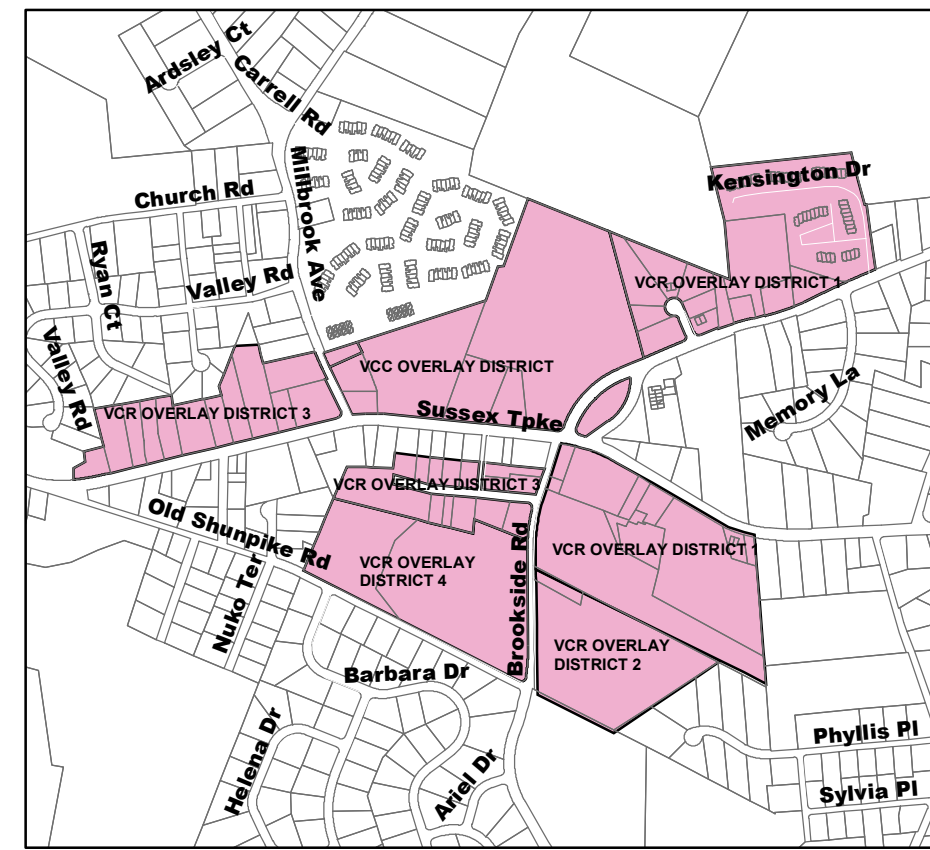 Ardsley Ct
Carrell Rd
Millbrook Ave
Church Rd
Kensington Dr
Ryan Ct
Valley Rd
VCR OVERLAY DISTRICT 1
Valley Rd
VCC OVERLAY DISTRICT
Memory La
VCR OVERLAY DISTRICT 3
Sussex Tpke
VCR OVERLAY DISTRICT 3
Old Shunpike Rd
VCR OVERLAY DISTRICT 1
VCR OVERLAY
DISTRICT 4
Nuko Ter
Brookside Rd
VCR OVERLAY
DISTRICT 2
Barbara Dr
Helena Dr
Ariel Dr
Phyllis Pl
Sylvia Pl